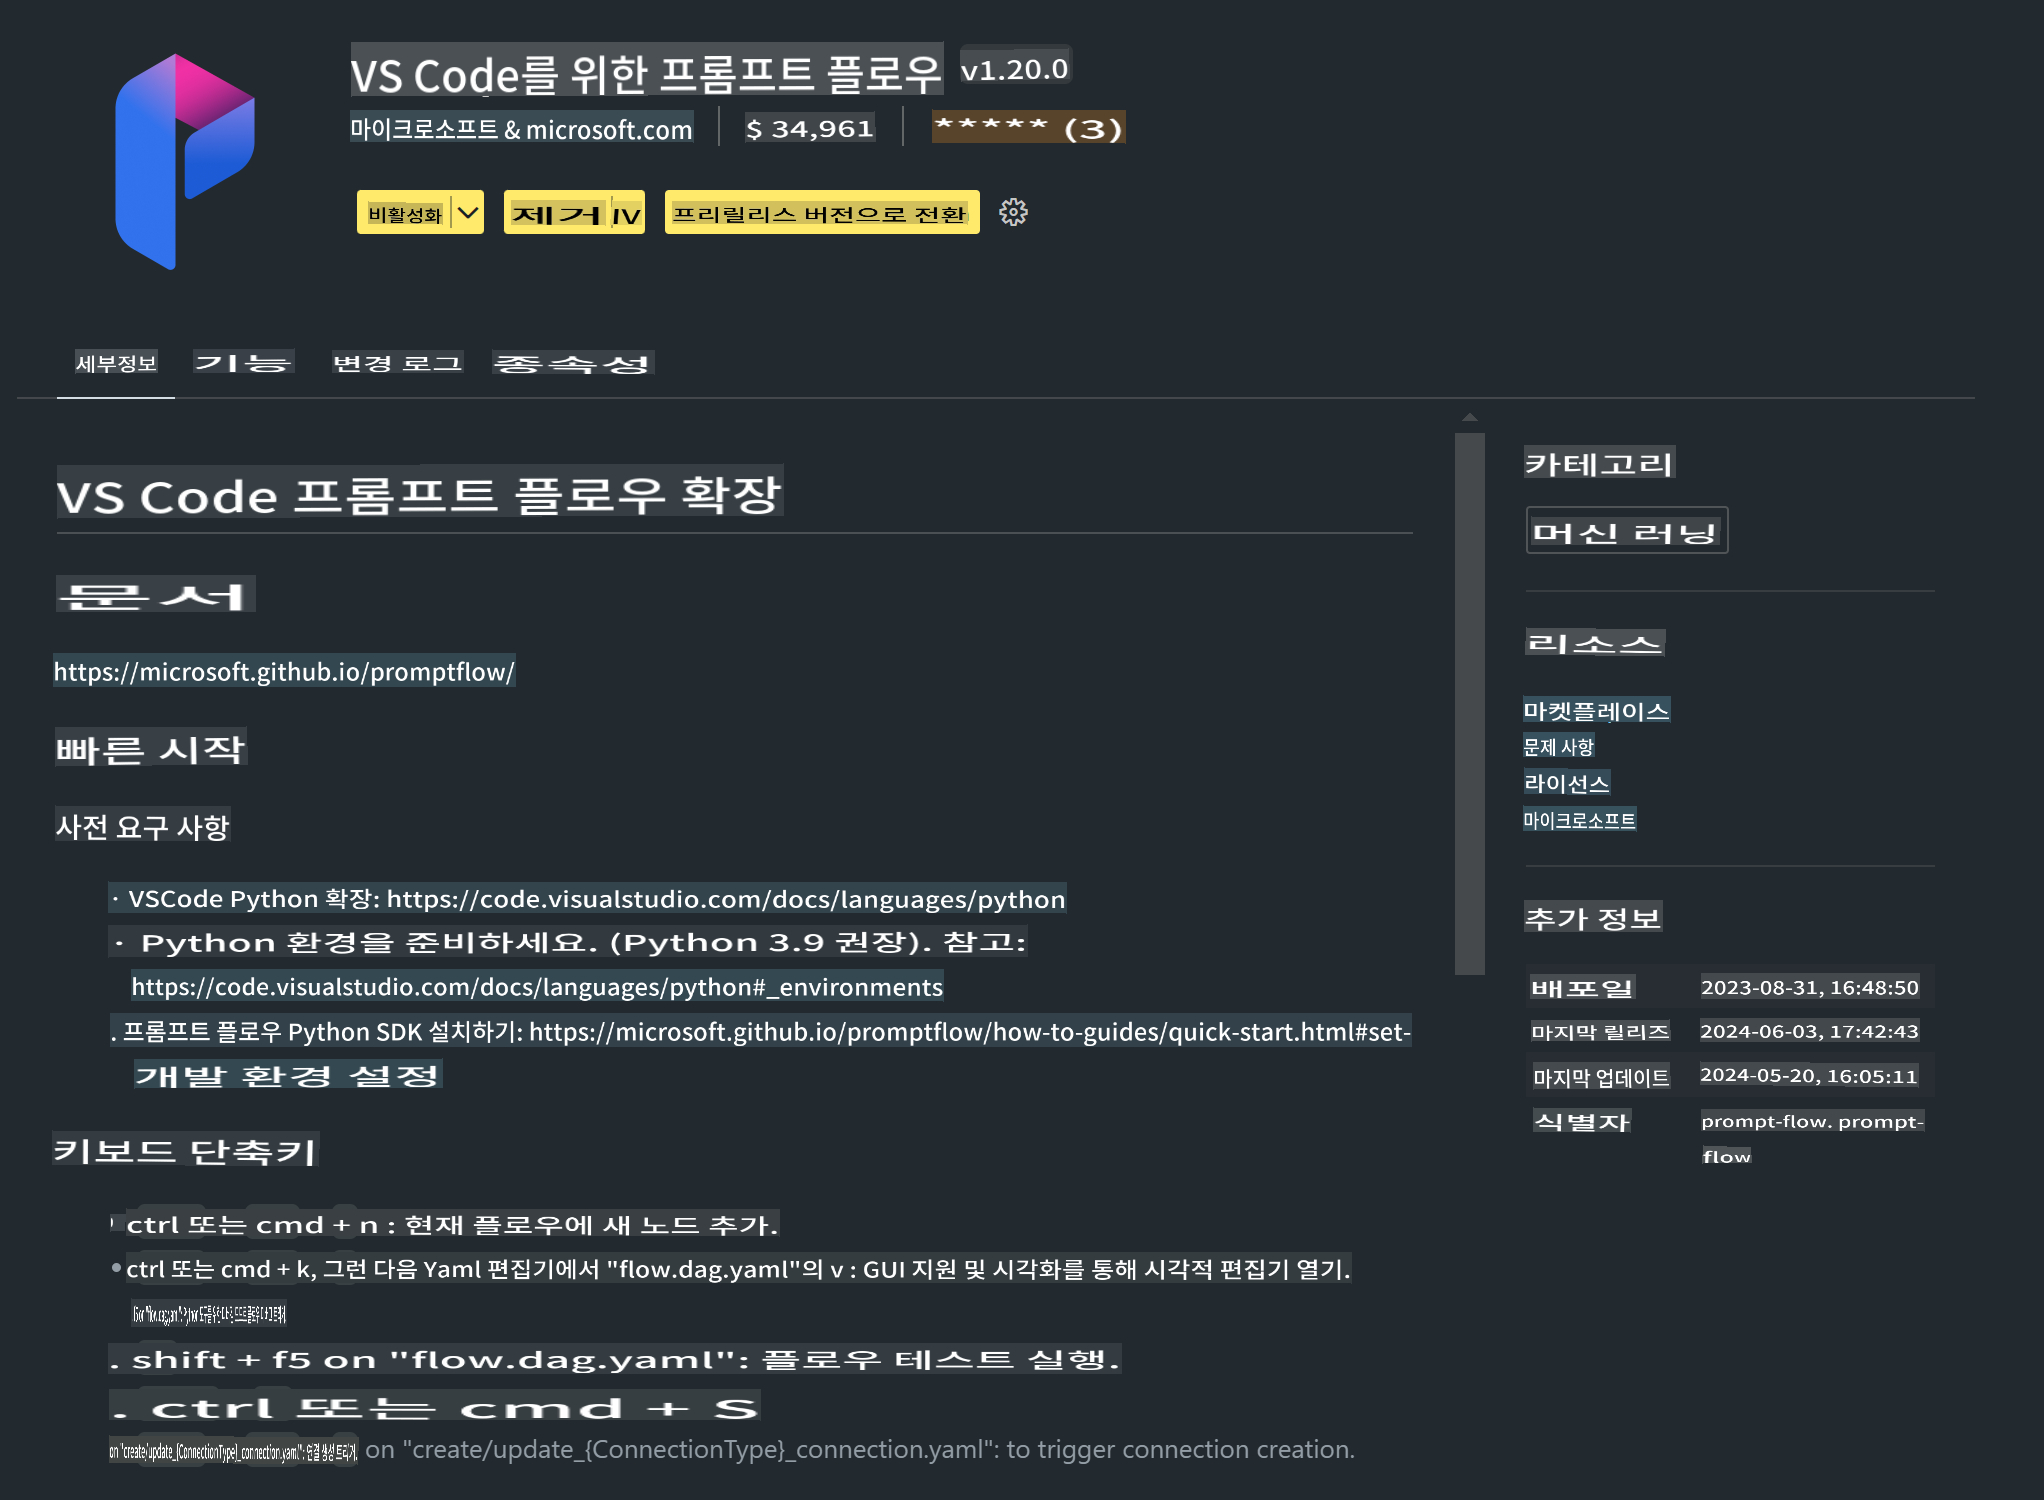 VS Code를 위한 프롬프트 플로우 v1.20.0
마이크로소프트 & microsoft.com $ 34,961 ***** (3)
비활성화 제거 IV 프리릴리스 버전으로 전환
세부정보 기능 변경 로그 종속성
VS Code 프롬프트 플로우 확장
문서
https://microsoft.github.io/promptflow/
빠른 시작
사전 요구 사항
· VSCode Python 확장: https://code.visualstudio.com/docs/languages/python
· Python 환경을 준비하세요. (Python 3.9 권장). 참고:
https://code.visualstudio.com/docs/languages/python#_environments
. 프롬프트 플로우 Python SDK 설치하기: https://microsoft.github.io/promptflow/how-to-guides/quick-start.html#set-
개발 환경 설정
키보드 단축키
ctrl 또는 cmd + n : 현재 플로우에 새 노드 추가.
• ctrl 또는 cmd + k, 그런 다음 Yaml 편집기에서 "flow.dag.yaml"의 v : GUI 지원 및 시각화를 통해 시각적 편집기 열기.
. shift + f5 on "flow.dag.yaml": 플로우 테스트 실행.
. ctrl 또는 cmd + S
on "create/update_{ConnectionType}_connection.yaml": 연결 생성 트리거. on "create/update_{ConnectionType}_connection.yaml": to trigger connection creation.
카테고리
머신 러닝
리소스
마켓플레이스
문제 사항
라이선스
마이크로소프트
추가 정보
배포일 2023-08-31, 16:48:50
마지막 릴리즈 2024-06-03, 17:42:43
마지막 업데이트 2024-05-20, 16:05:11
식별자 prompt-flow. prompt-
flow